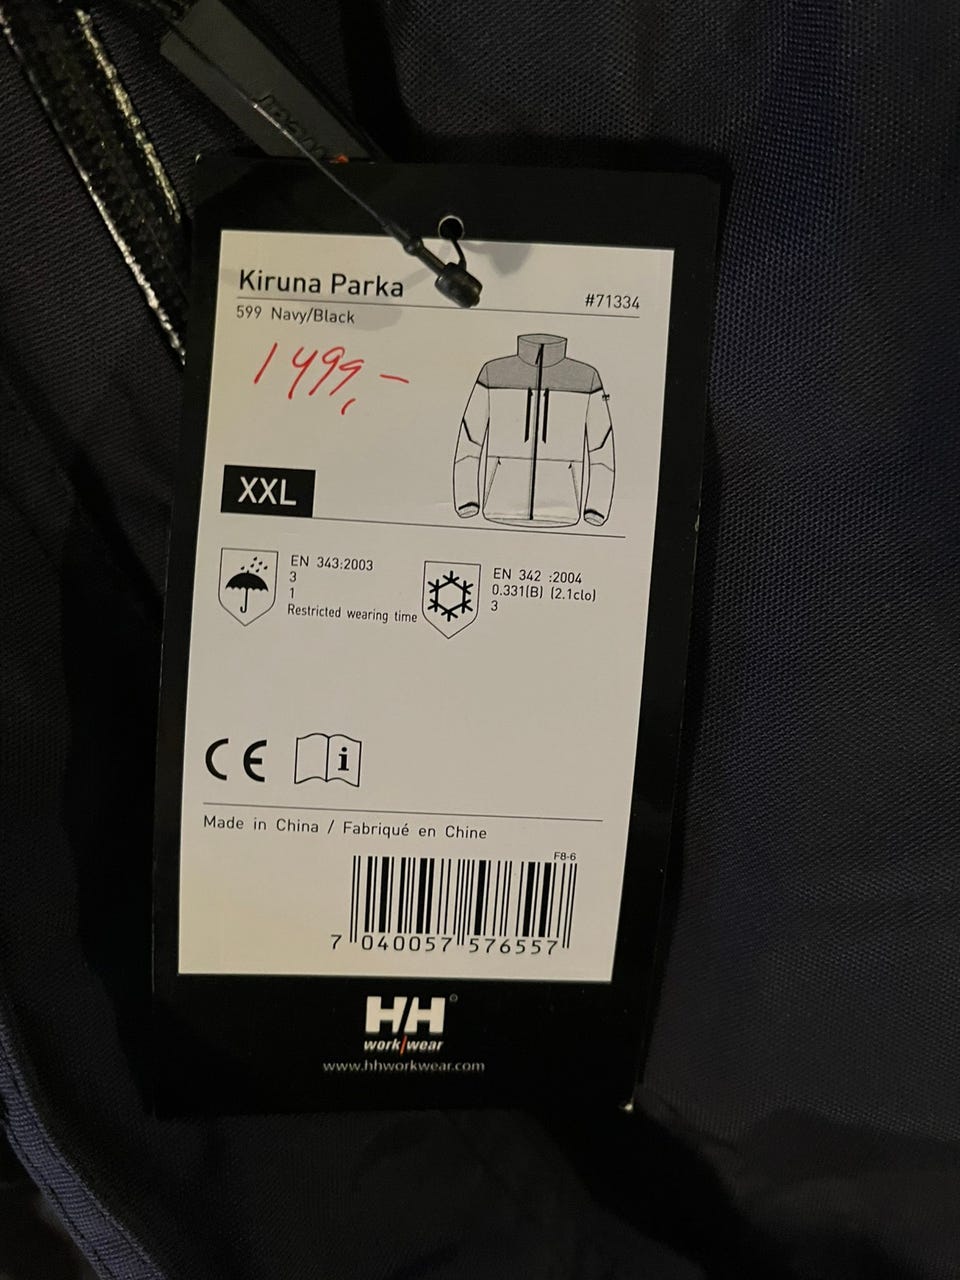 Kiruna Parka
#71334
599 Navy/Black
1499,-
XXL
EN 343:2003
3
1
Restricted wearing time
EN 342 :2004
0.331(B) (2.1clo)
3
CE
i
Made in China / Fabriqué en Chine
F8-6
7 040057 576557
HH
work/wear
www.hhworkwear.com